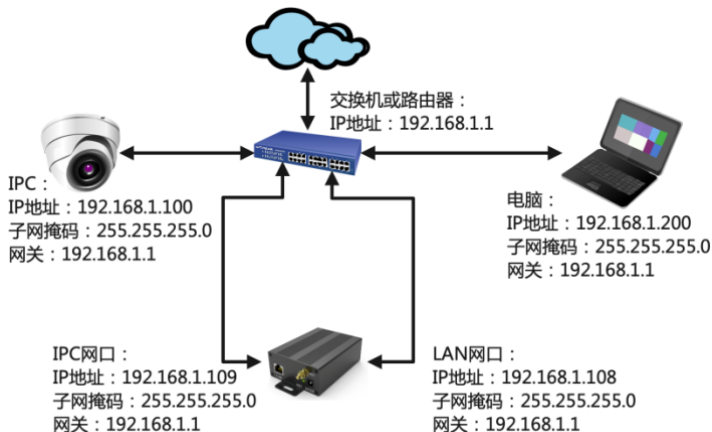 交换机或路由器：
IP地址：192.168.1.1
IPC：
IP地址：192.168.1.100
子网掩码：255.255.255.0
网关：192.168.1.1
电脑：
IP地址：192.168.1.200
子网掩码：255.255.255.0
网关：192.168.1.1
IPC网口：
IP地址：192.168.1.109
子网掩码：255.255.255.0
网关：192.168.1.1
LAN网口：
IP地址：192.168.1.108
子网掩码：255.255.255.0
网关：192.168.1.1